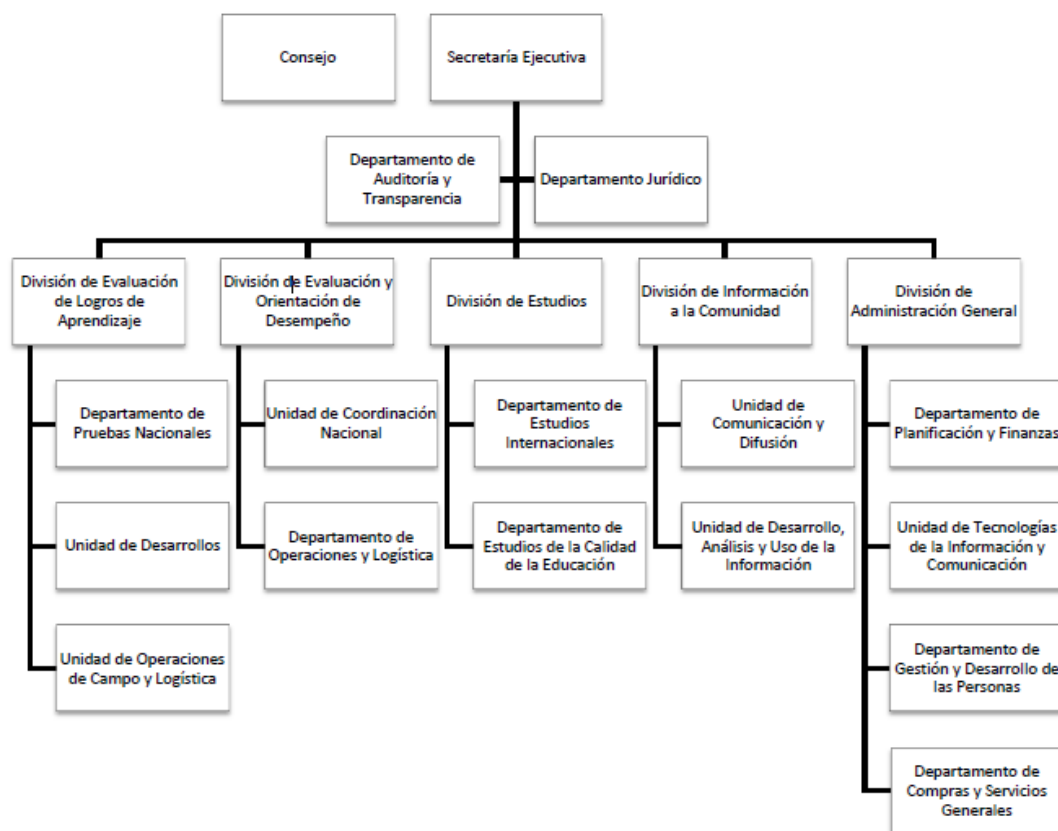 Consejo
Secretaría Ejecutiva
Departamento de
Auditoría y
Transparencia
Departamento Jurídico
División de Evaluación
de Logros de
Aprendizaje
División de Evaluación y
Orientación de
Desempeño
División de Estudios
División de Información
a la Comunidad
División de
Administración General
Departamento de
Pruebas Nacionales
Unidad de Coordinación
Nacional
Departamento de
Estudios
Internacionales
Unidad de
Comunicación y
Difusión
Departamento de
Planificación y Finanzas
Unidad de Desarrollos
Departamento de
Operaciones y Logística
Departamento de
Estudios de la Calidad
de la Educación
Unidad de Desarrollo,
Análisis y Uso de la
Información
Unidad de Tecnologías
de la Información y
Comunicación
Unidad de Operaciones
de Campo y Logística
Departamento de
Gestión y Desarrollo de
las Personas
Departamento de
Compras y Servicios
Generales